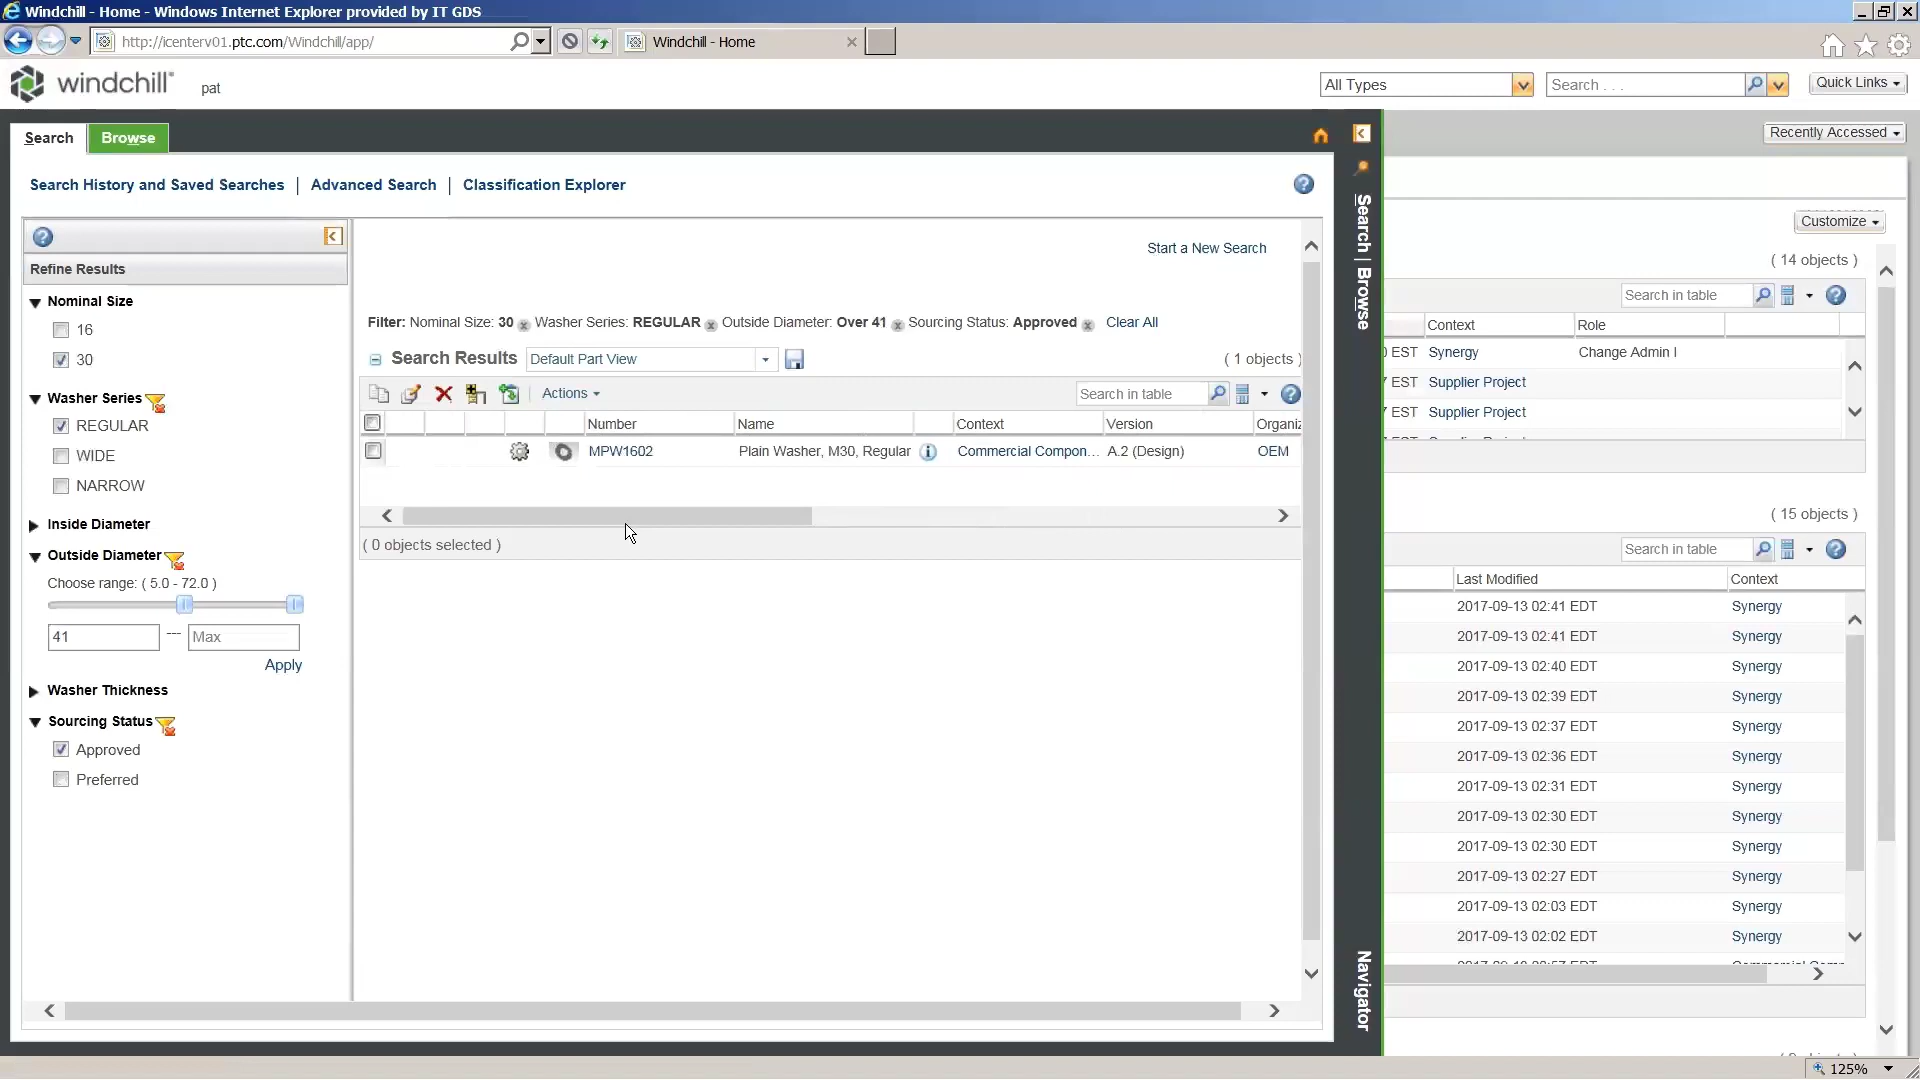 Windchill - Home - Windows Internet Explorer provided by IT GDS
http://icenterv01.ptc.com/Windchill/app/
Windchill - Home
windchill®
pat
All Types
Search . . .
Quick Links
Search
Browse
Recently Accessed
Search History and Saved Searches | Advanced Search | Classification Explorer
Refine Results
Nominal Size
16
30
Washer Series
REGULAR
WIDE
NARROW
Inside Diameter
Outside Diameter
Choose range: ( 5.0 - 72.0 )
41 --- Max
Apply
Washer Thickness
Sourcing Status
Approved
Preferred
Start a New Search
Filter: Nominal Size: 30 Washer Series: REGULAR Outside Diameter: Over 41 Sourcing Status: Approved Clear All
Search Results Default Part View ( 1 objects )
Actions Search in table
Number Name Context Version Organiz
MPW1602 Plain Washer, M30, Regular Commercial Compon... A.2 (Design) OEM
( 0 objects selected )
Search | Browse
Navigator
Customize
( 14 objects )
Search in table
Context Role
EST Synergy Change Admin I
EST Supplier Project
EST Supplier Project
( 15 objects )
Search in table
Last Modified Context
2017-09-13 02:41 EDT Synergy
2017-09-13 02:41 EDT Synergy
2017-09-13 02:40 EDT Synergy
2017-09-13 02:39 EDT Synergy
2017-09-13 02:37 EDT Synergy
2017-09-13 02:36 EDT Synergy
2017-09-13 02:31 EDT Synergy
2017-09-13 02:30 EDT Synergy
2017-09-13 02:30 EDT Synergy
2017-09-13 02:27 EDT Synergy
2017-09-13 02:03 EDT Synergy
2017-09-13 02:02 EDT Synergy
125%